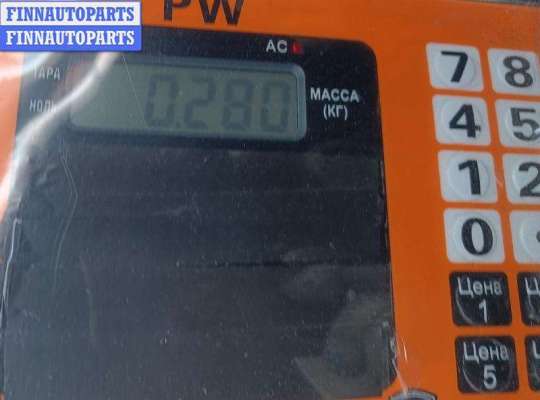 FINNAUTOPARTS
FINNAUTOPARTS
PW
AC
ТАРА
НОЛЬ
0.280
МАССА
(КГ)
7 8
4 5
1 2
0
Цена
1
Цена
5